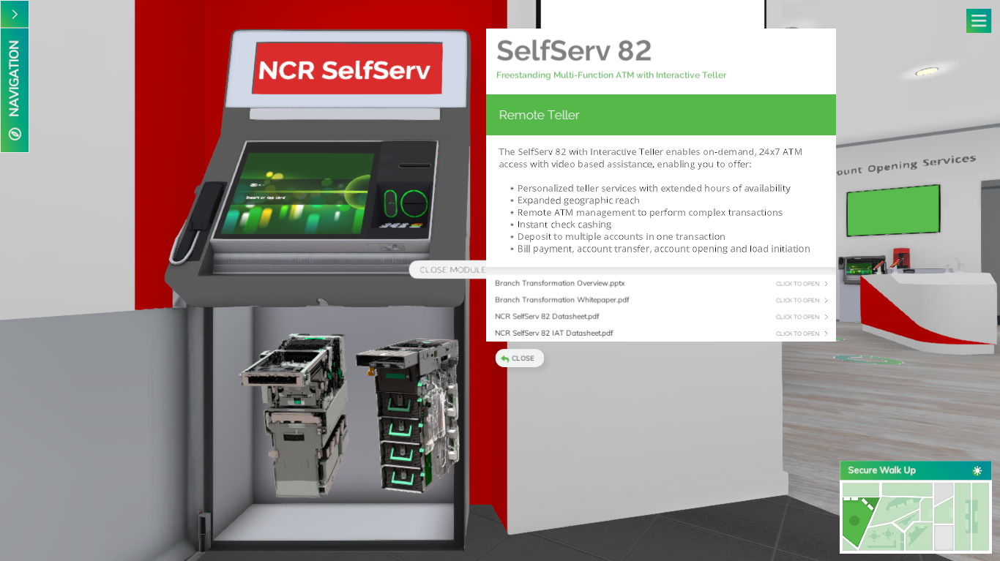 NAVIGATION
NCR SelfServ
SelfServ 82
Freestanding Multi-Function ATM with Interactive Teller
Remote Teller
The SelfServ 82 with Interactive Teller enables on-demand, 24x7 ATM
access with video based assistance, enabling you to offer:
• Personalized teller services with extended hours of availability
• Expanded geographic reach
• Remote ATM management to perform complex transactions
• Instant check cashing
• Deposit to multiple accounts in one transaction
• Bill payment, account transfer, account opening and load initiation
CLOSE MODULE
Branch Transformation Overview.pptx CLICK TO OPEN
Branch Transformation Whitepaper.pdf CLICK TO OPEN
NCR SelfServ 82 Datasheet.pdf CLICK TO OPEN
NCR SelfServ 82 IAT Datasheet.pdf CLICK TO OPEN
CLOSE
Insert or tap card
ount Opening Services
Secure Walk Up